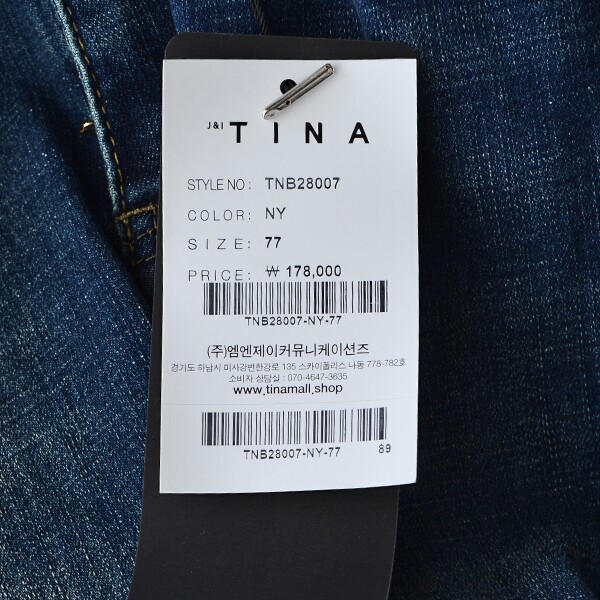 J&I TINA
STYLE NO: TNB28007
COLOR: NY
SIZE: 77
PRICE: ₩ 178,000
TNB28007-NY-77
(주)엠엔제이커뮤니케이션즈
경기도 하남시 미사강변한강로 135 스카이폴리스 나동 778-782호
소비자 상담실 : 070-4647-3635
www.tinamall.shop
TNB28007-NY-77 89